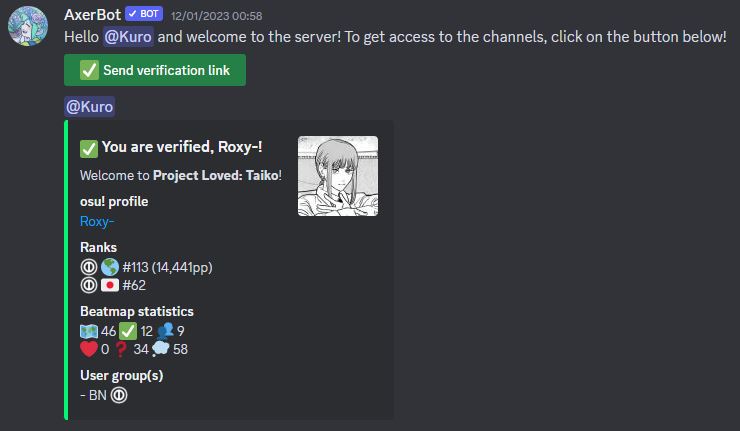 AxerBot ✓ BOT 12/01/2023 00:58
Hello @Kuro and welcome to the server! To get access to the channels, click on the button below!
✅ Send verification link
@Kuro
✅ You are verified, Roxy-!
Welcome to Project Loved: Taiko!
osu! profile
Roxy-
Ranks
#113 (14,441pp)
#62
Beatmap statistics
46 ✅ 12 👥 9
❤️ 0 ❓ 34 💭 58
User group(s)
- BN